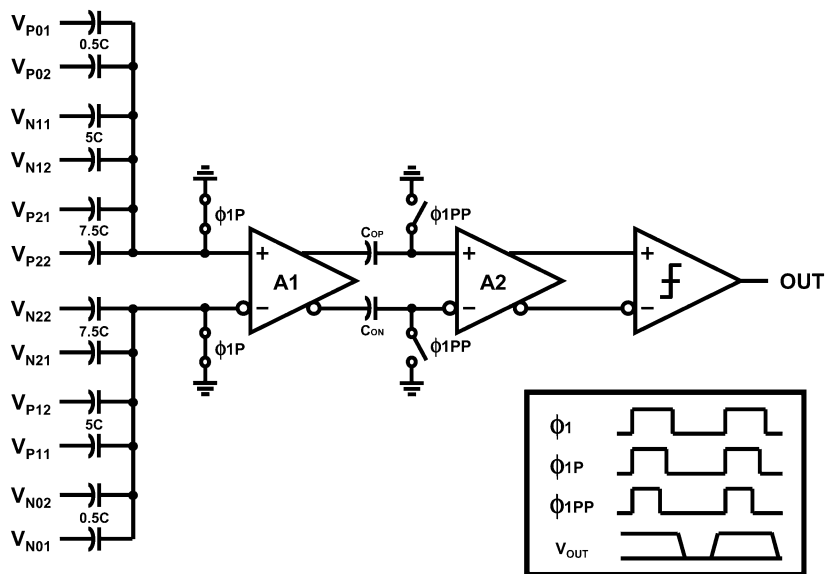 VP01
0.5C
VP02
VN11
5C
VN12
VP21
7.5C
VP22
VN22
7.5C
VN21
VP12
5C
VP11
VN02
0.5C
VN01
ϕ1P
ϕ1P
+
A1
−
COP
CON
ϕ1PP
ϕ1PP
+
A2
−
+
−
OUT
ϕ1
ϕ1P
ϕ1PP
VOUT